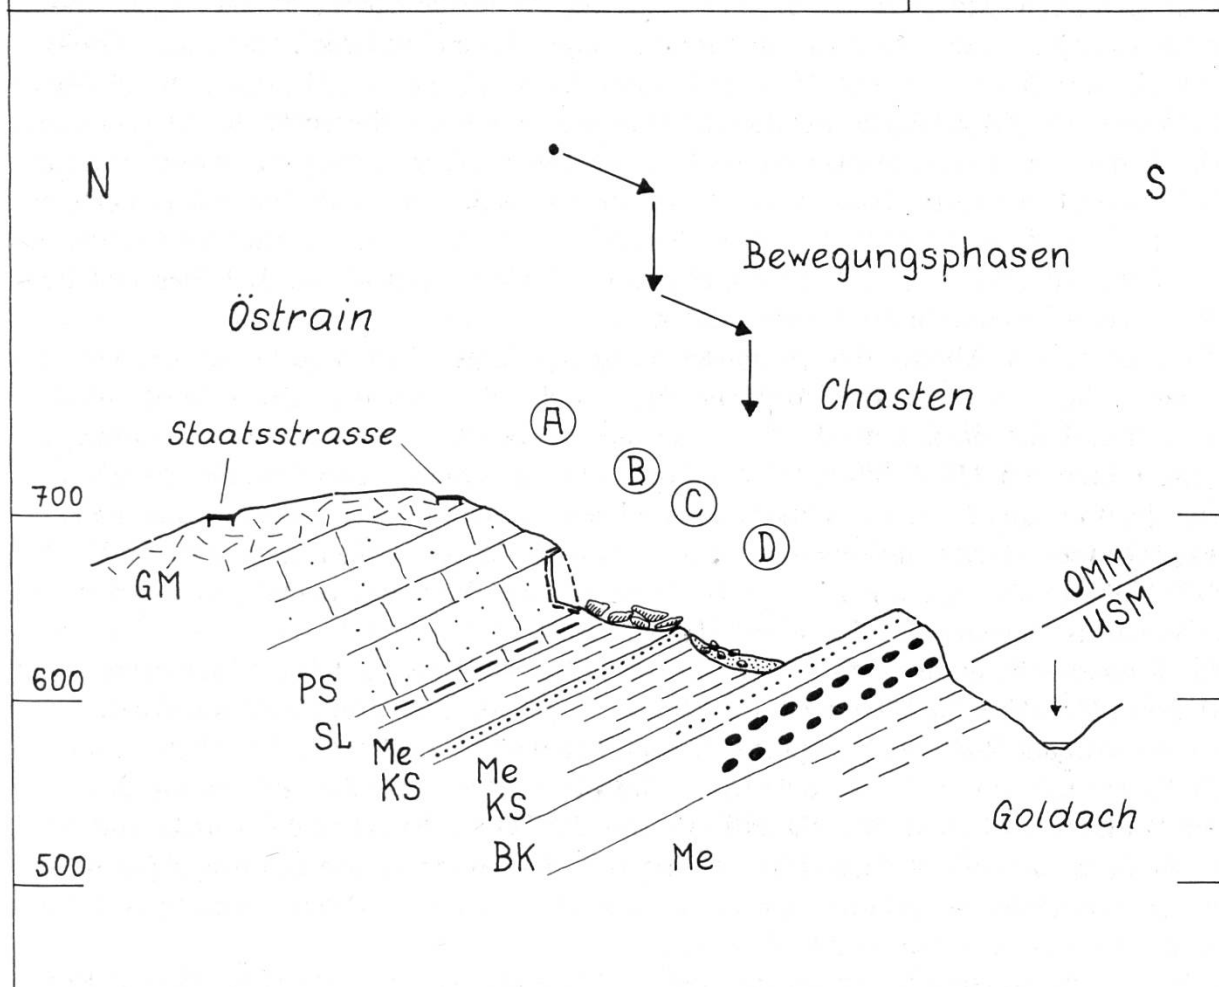 N
S
Bewegungsphasen
Östrain
Chasten
A
Staatsstrasse
B
C
700
D
OMM
USM
GM
600
PS
SL
Me
KS
Me
KS
Goldach
BK
Me
500